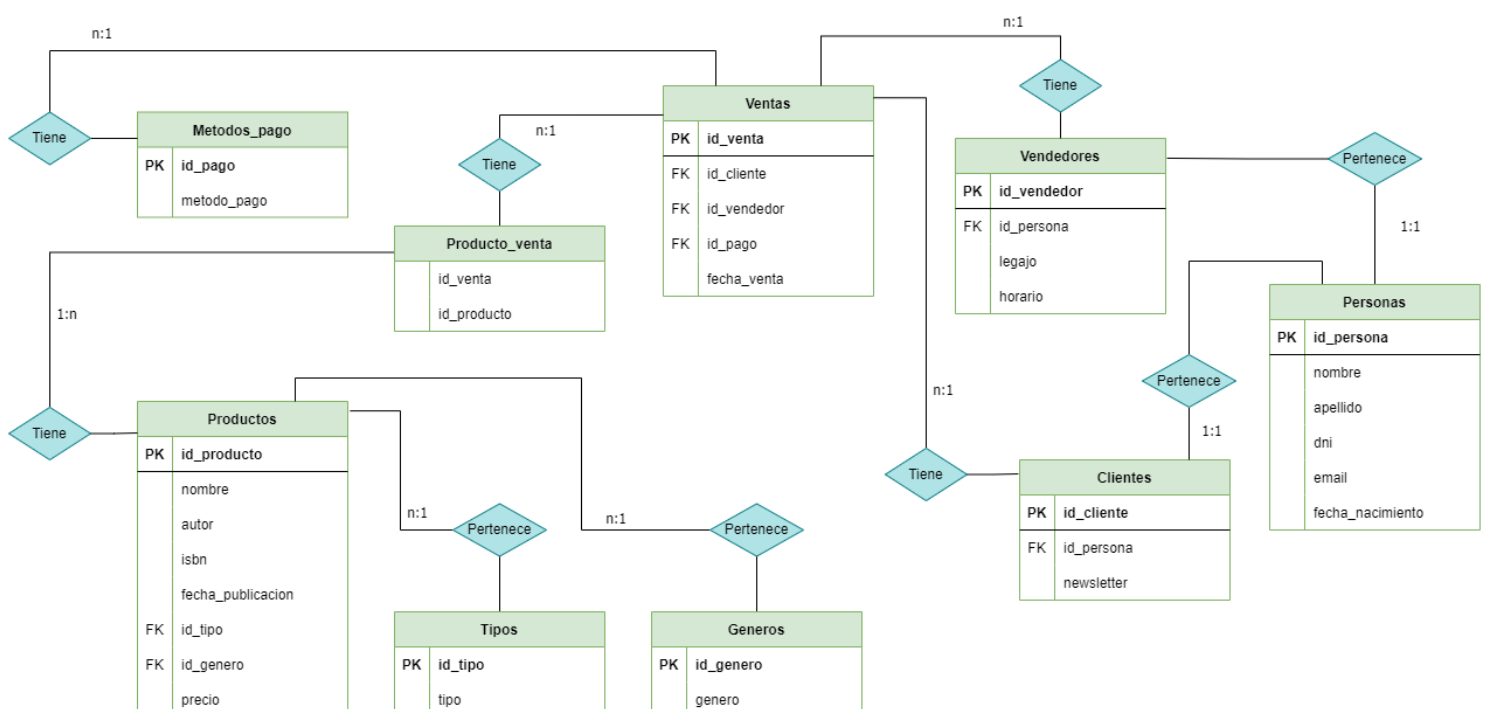 n:1
n:1
Tiene
Metodos_pago
PK id_pago
metodo_pago
n:1
Tiene
Ventas
PK id_venta
FK id_cliente
FK id_vendedor
FK id_pago
fecha_venta
Tiene
Vendedores
PK id_vendedor
FK id_persona
legajo
horario
Pertenece
1:1
Producto_venta
id_venta
id_producto
1:n
Personas
PK id_persona
nombre
apellido
dni
email
fecha_nacimiento
Pertenece
1:1
n:1
Tiene
Productos
PK id_producto
nombre
autor
isbn
fecha_publicacion
FK id_tipo
FK id_genero
precio
Tiene
Clientes
PK id_cliente
FK id_persona
newsletter
n:1
Pertenece
n:1
Pertenece
Tipos
PK id_tipo
tipo
Generos
PK id_genero
genero